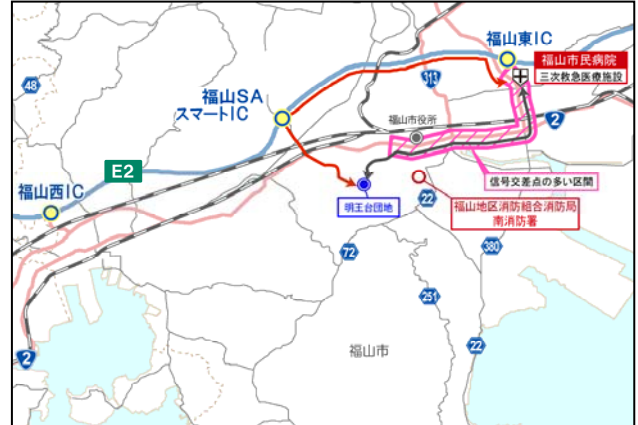 福山東IC
福山市民病院
三次救急医療施設
48
313
福山SA
スマートIC
福山市役所
2
E2
信号交差点の多い区間
福山西IC
明王台団地
22
福山地区消防組合消防局
南消防署
72
380
251
22
福山市
2